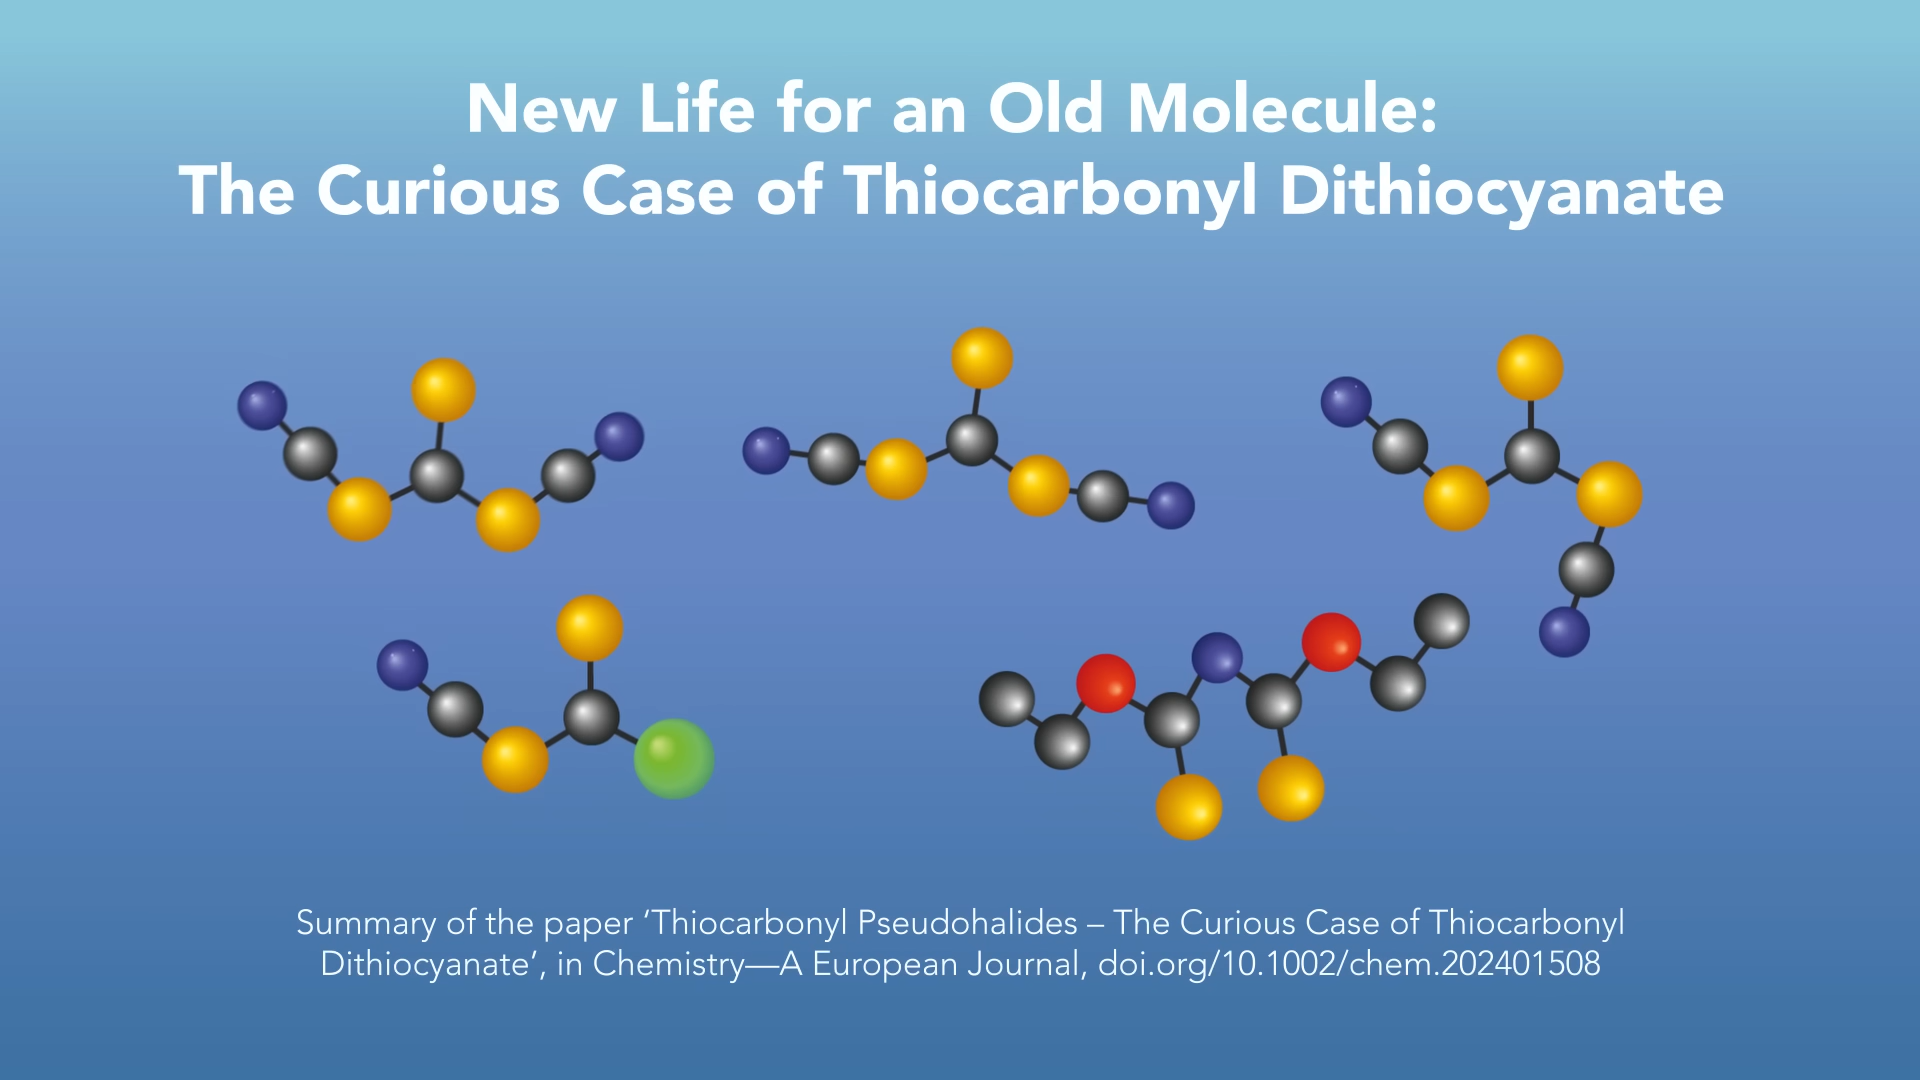 New Life for an Old Molecule:
The Curious Case of Thiocarbonyl Dithiocyanate
Summary of the paper ‘Thiocarbonyl Pseudohalides – The Curious Case of Thiocarbonyl
Dithiocyanate’, in Chemistry—A European Journal, doi.org/10.1002/chem.202401508